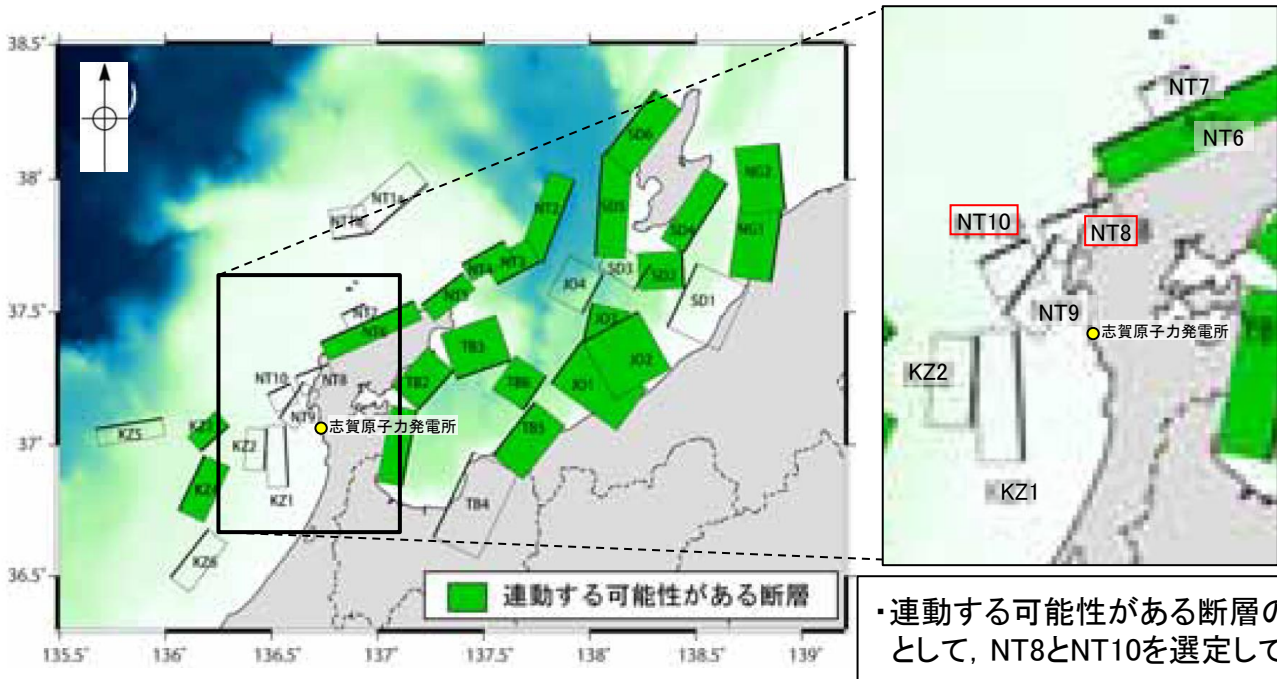 38.5°
38°
37.5°
37°
36.5°
135.5°
136°
136.5°
137°
137.5°
138°
138.5°
139°
SD6
NG2
NT2
SD5
SD4
NG1
NT4
NT3
SD3
SD2
JO4
SD1
NT5
NT7
NT6
JO3
TB3
JO2
NT10
NT8
TB2
TB6
JO1
NT9
志賀原子力発電所
KZ5
KZ2
TB5
KZ1
TB4
KZ6
連動する可能性がある断層
NT7
NT6
NT10
NT8
NT9
志賀原子力発電所
KZ2
KZ1
・連動する可能性がある断層の
として，NT8とNT10を選定して